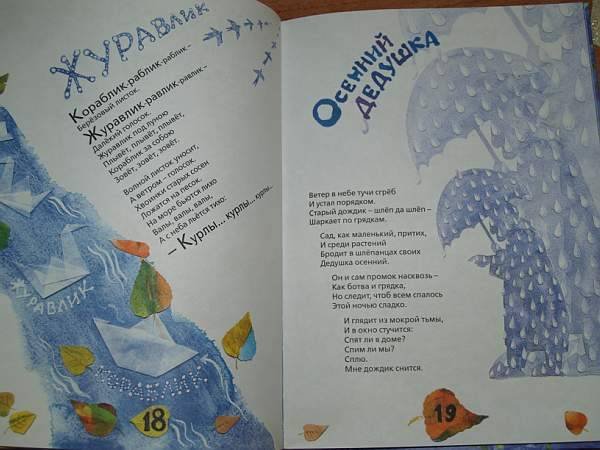 ЖУРАВЛИК
Кораблик-раблик-раблик –
Берёзовый листок.
Журавлик-равлик-равлик –
Далёкий голосок.
Журавлик под луною
Плывёт, плывёт, плывёт,
Кораблик за собою
Зовёт, зовёт, зовёт.
Волной листок уносит,
А ветром – голосок.
Хвоинки старых сосен
Ложатся на песок.
На море бьются лихо
Валы, валы, валы,
А с неба льётся тихо:
– Курлы... курлы... курлы.
ЖУРАВЛИК
КОРАБЛИК
18
ОСЕННИЙ
ДЕДУШКА
Ветер в небе тучи сгрёб
И устал порядком.
Старый дождик – шлёп да шлёп –
Шаркает по грядкам.
Сад, как маленький, притих,
И среди растений
Бродит в шлёпанцах своих
Дедушка осенний.
Он и сам промок насквозь –
Как ботва и грядка,
Но следит, чтоб всем спалось
Этой ночью сладко.
И глядит из мокрой тьмы,
И в окно стучится:
Спят ли в доме?
Спим ли мы?
Сплю.
Мне дождик снится.
19